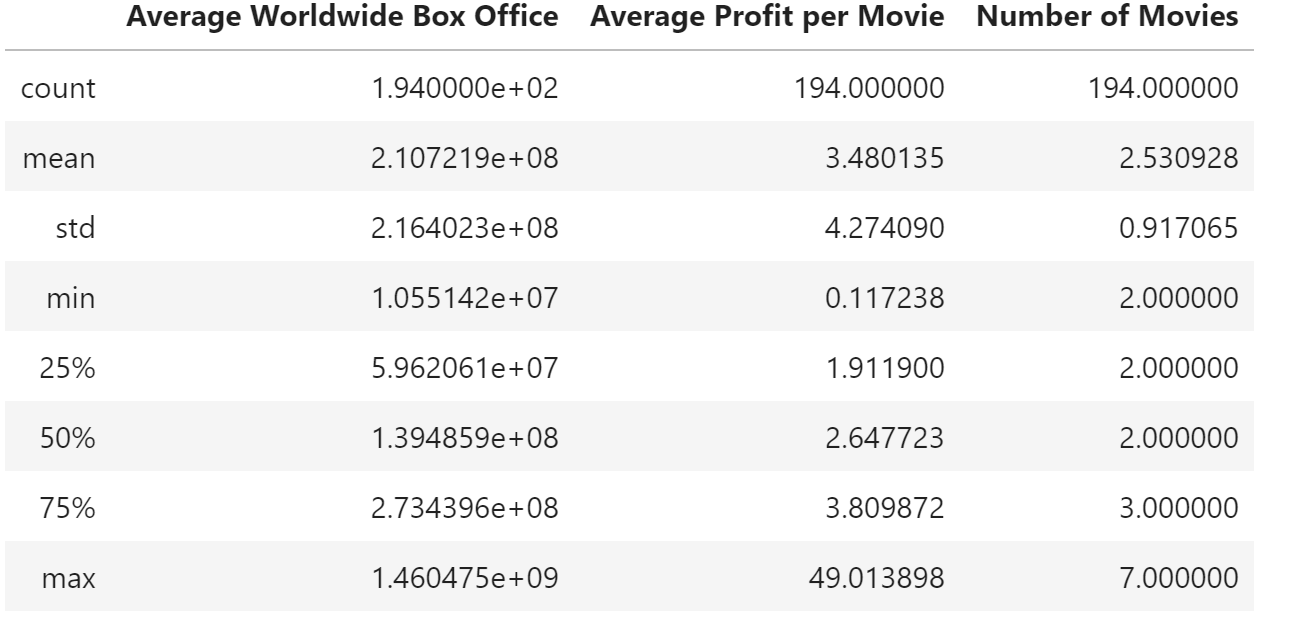 Average Worldwide Box Office Average Profit per Movie Number of Movies
count 1.940000e+02 194.000000 194.000000
mean 2.107219e+08 3.480135 2.530928
std 2.164023e+08 4.274090 0.917065
min 1.055142e+07 0.117238 2.000000
25% 5.962061e+07 1.911900 2.000000
50% 1.394859e+08 2.647723 2.000000
75% 2.734396e+08 3.809872 3.000000
max 1.460475e+09 49.013898 7.000000